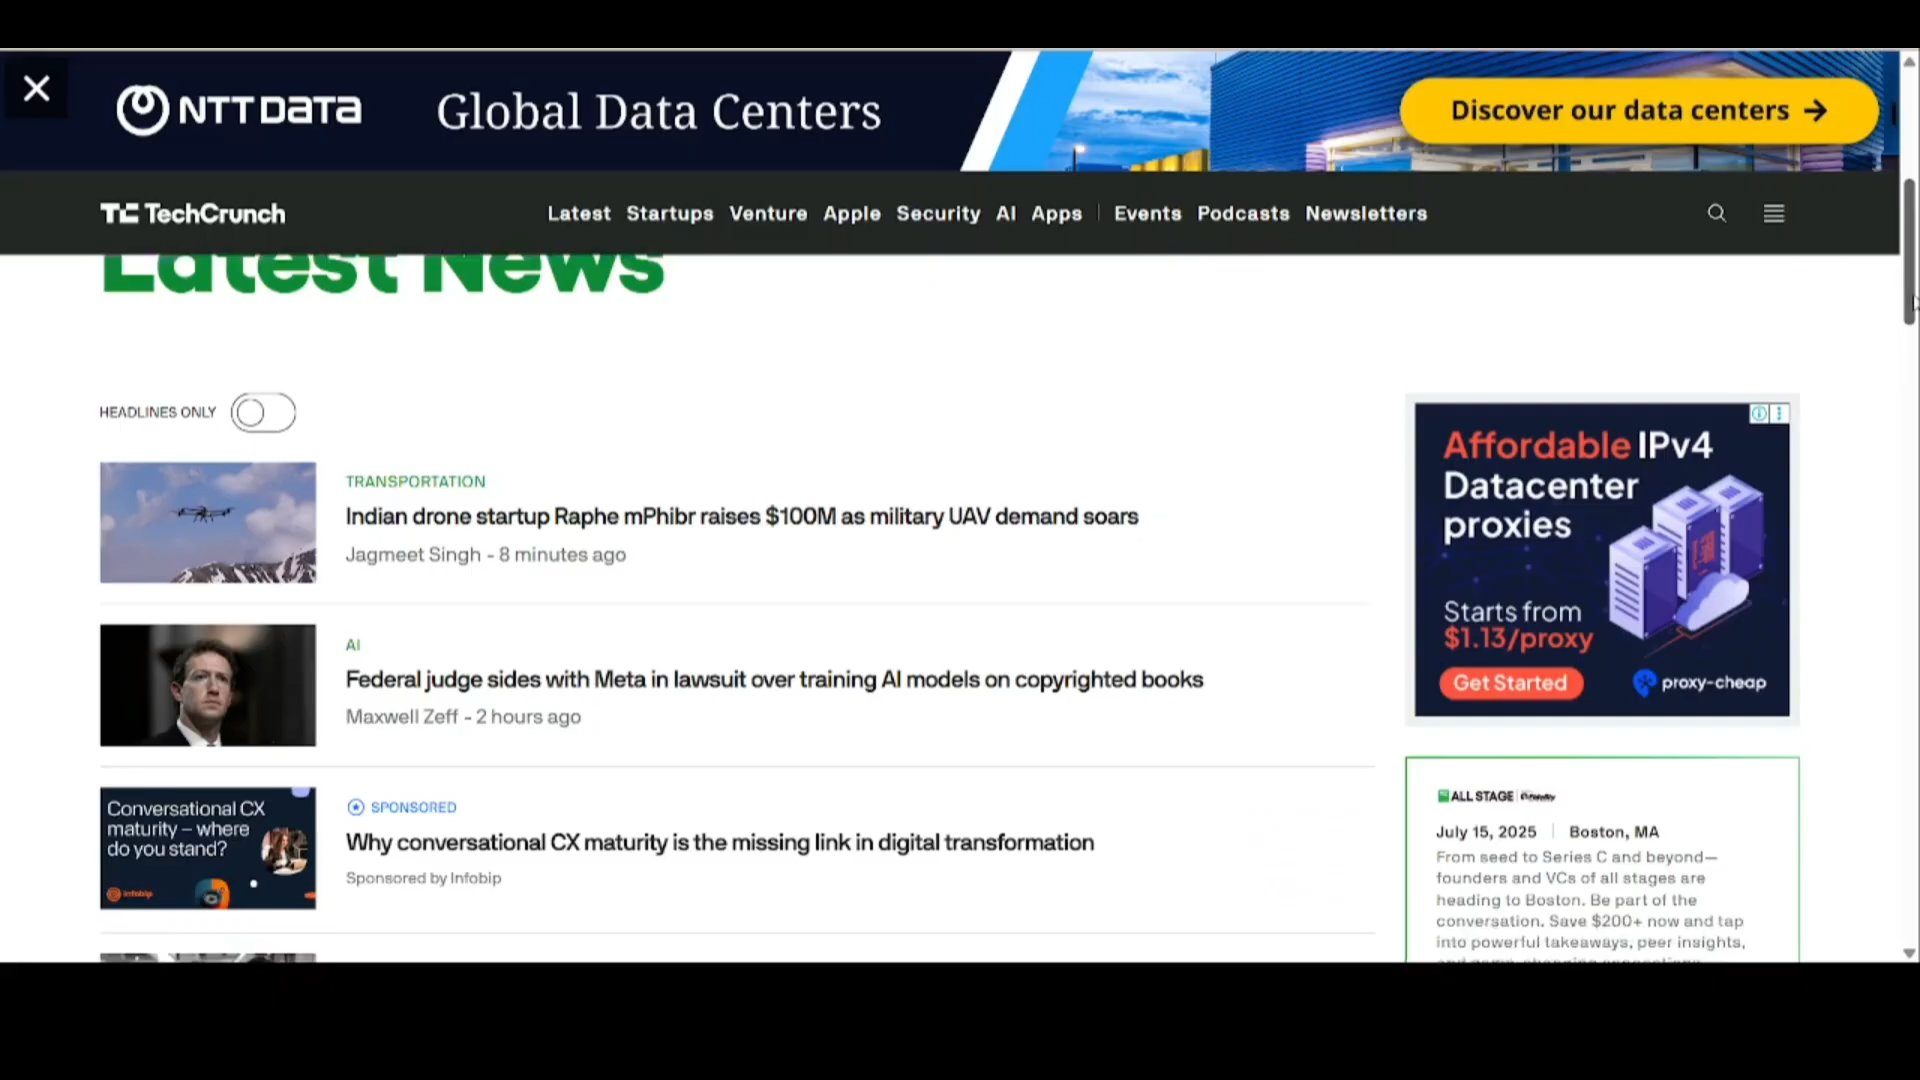 NTT DATA
Global Data Centers
Discover our data centers →
TechCrunch
Latest Startups Venture Apple Security AI Apps | Events Podcasts Newsletters
Latest News
HEADLINES ONLY
TRANSPORTATION
Indian drone startup Raphe mPhibr raises $100M as military UAV demand soars
Jagmeet Singh - 8 minutes ago
AI
Federal judge sides with Meta in lawsuit over training AI models on copyrighted books
Maxwell Zeff - 2 hours ago
Conversational CX
maturity – where
do you stand?
infobip
SPONSORED
Why conversational CX maturity is the missing link in digital transformation
Sponsored by Infobip
Affordable IPv4
Datacenter
proxies
Starts from
$1.13/proxy
Get Started
proxy-cheap
ALL STAGE
July 15, 2025 | Boston, MA
From seed to Series C and beyond—
founders and VCs of all stages are
heading to Boston. Be part of the
conversation. Save $200+ now and tap
into powerful takeaways, peer insights,